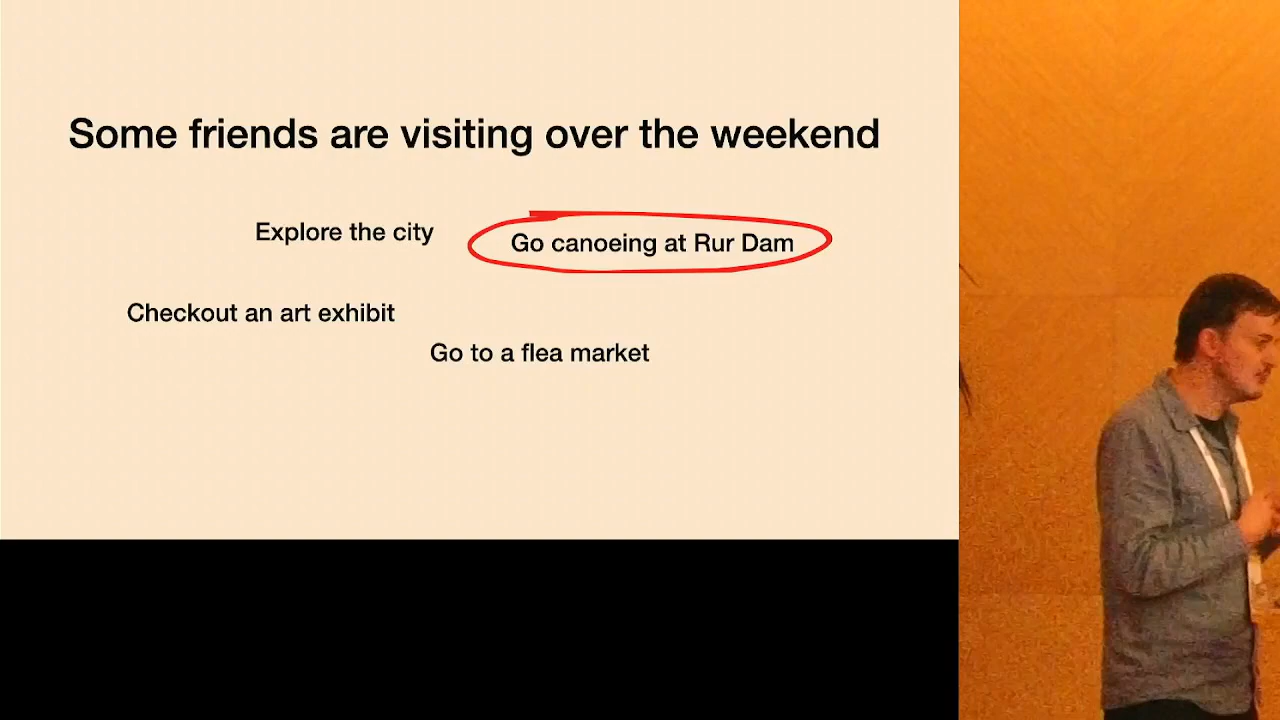 Some friends are visiting over the weekend
Explore the city
Go canoeing at Rur Dam
Checkout an art exhibit
Go to a flea market